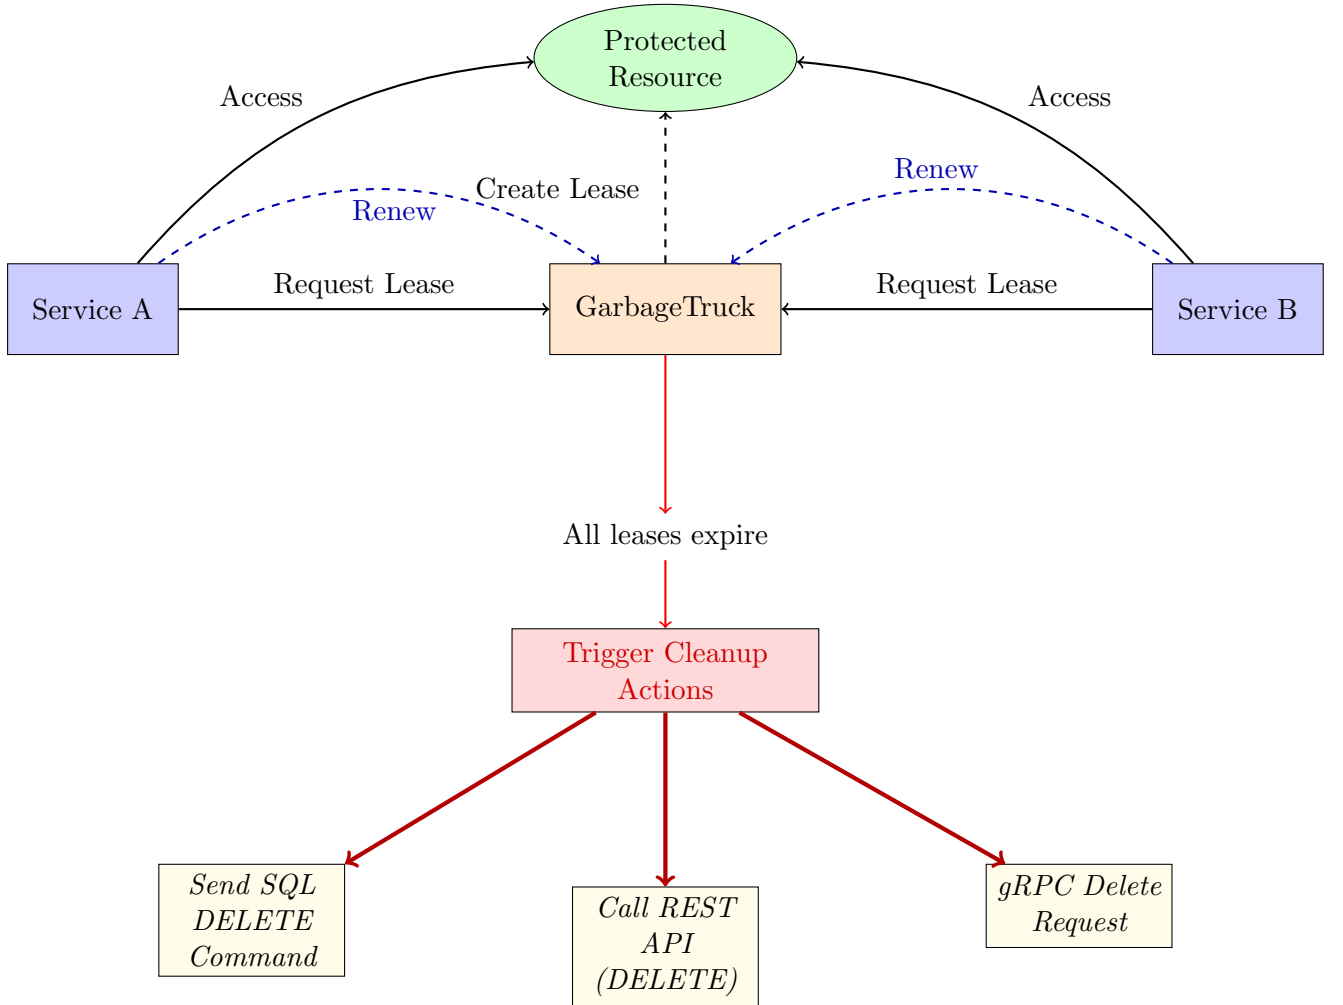 Protected
Resource
Access
Access
Create Lease
Renew
Renew
Request Lease
Request Lease
Service A
GarbageTruck
Service B
All leases expire
Trigger Cleanup
Actions
Send SQL
DELETE
Command
Call REST
API
(DELETE)
gRPC Delete
Request